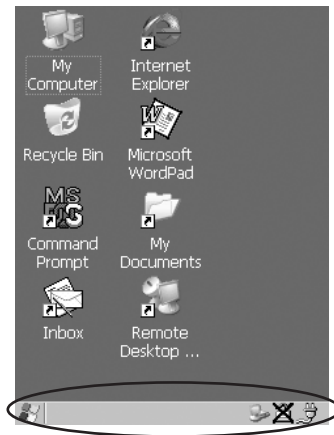 My
Computer
Internet
Explorer
Recycle Bin
Microsoft
WordPad
MS
DOS
Command
Prompt
My
Documents
Inbox
Remote
Desktop ...